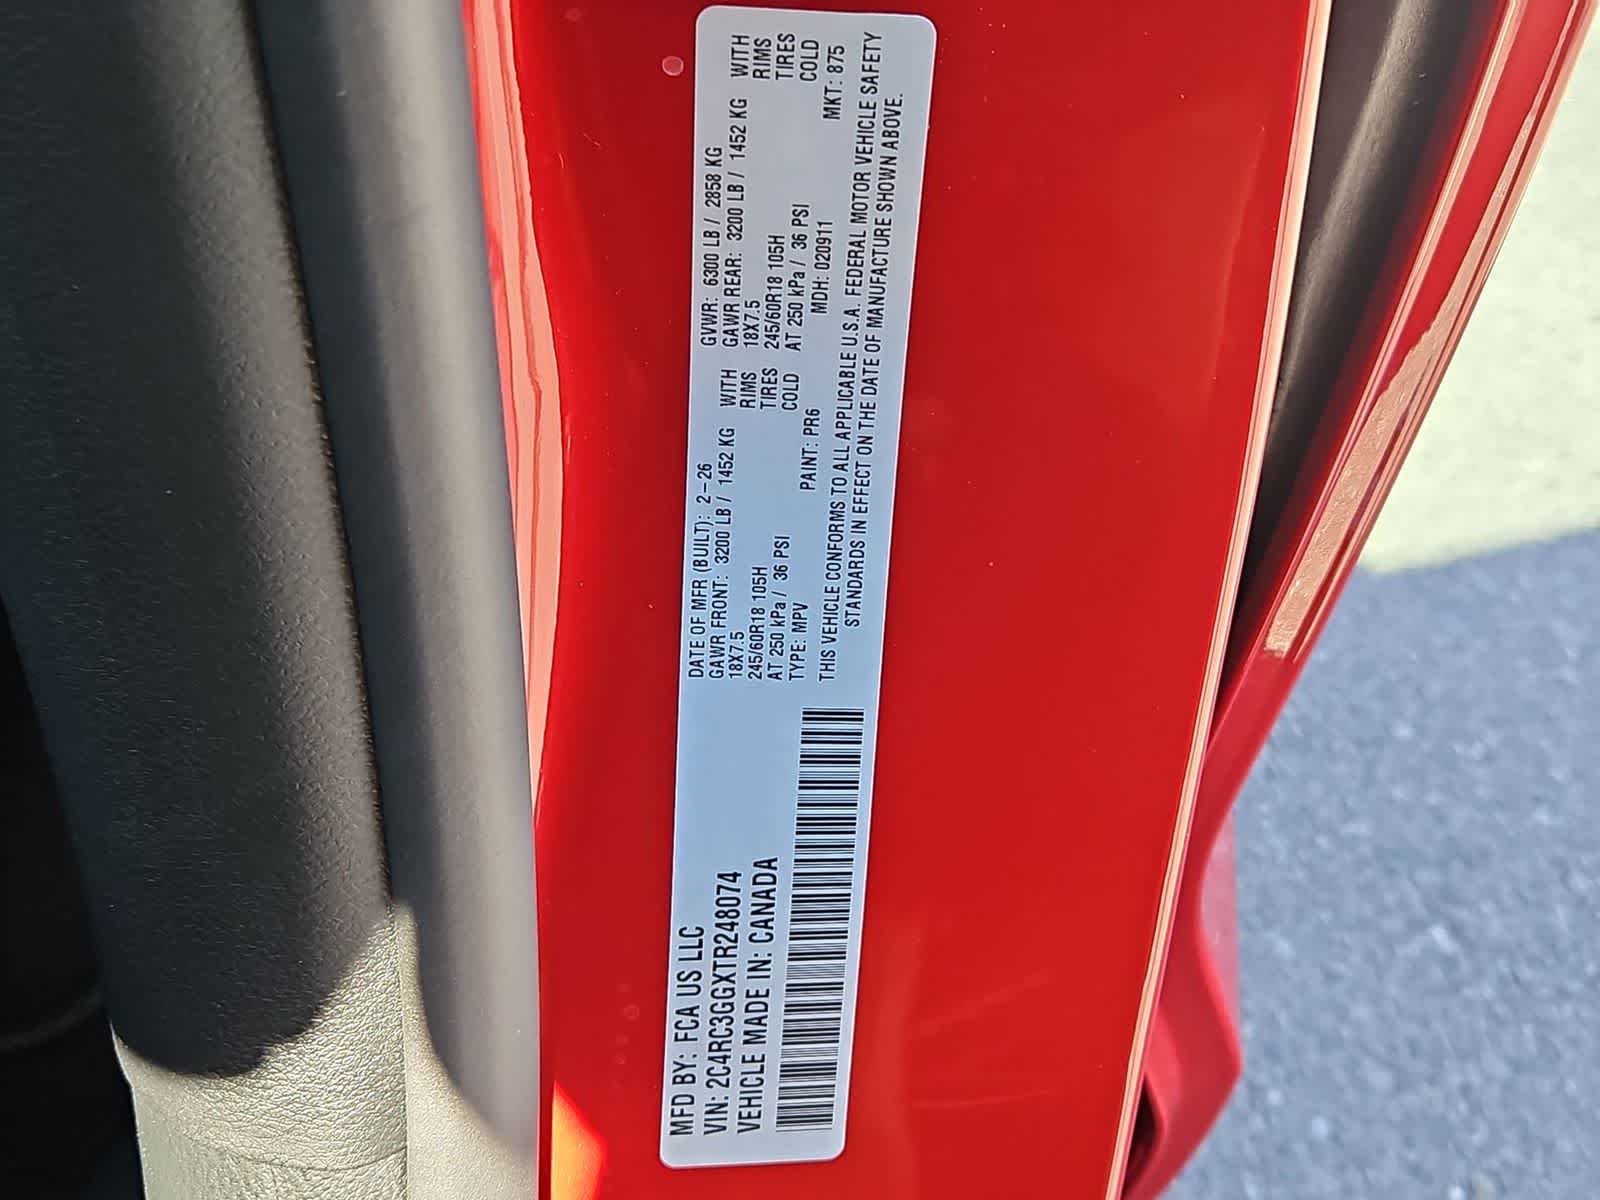 MFD BY: FCA US LLC
VIN: 2C4RC3GGXTR248074
VEHICLE MADE IN: CANADA
DATE OF MFR (BUILT): 2-26
GAWR FRONT: 3200 LB / 1452 KG WITH
18X7.5 RIMS
245/60R18 105H TIRES
AT 250 kPa / 36 PSI COLD
TYPE: MPV PAINT: PR6
GVWR: 6300 LB / 2858 KG
GAWR REAR: 3200 LB / 1452 KG WITH
18X7.5 RIMS
245/60R18 105H TIRES
AT 250 kPa / 36 PSI COLD
MDH: 020911 MKT: 875
THIS VEHICLE CONFORMS TO ALL APPLICABLE U.S.A. FEDERAL MOTOR VEHICLE SAFETY
STANDARDS IN EFFECT ON THE DATE OF MANUFACTURE SHOWN ABOVE.